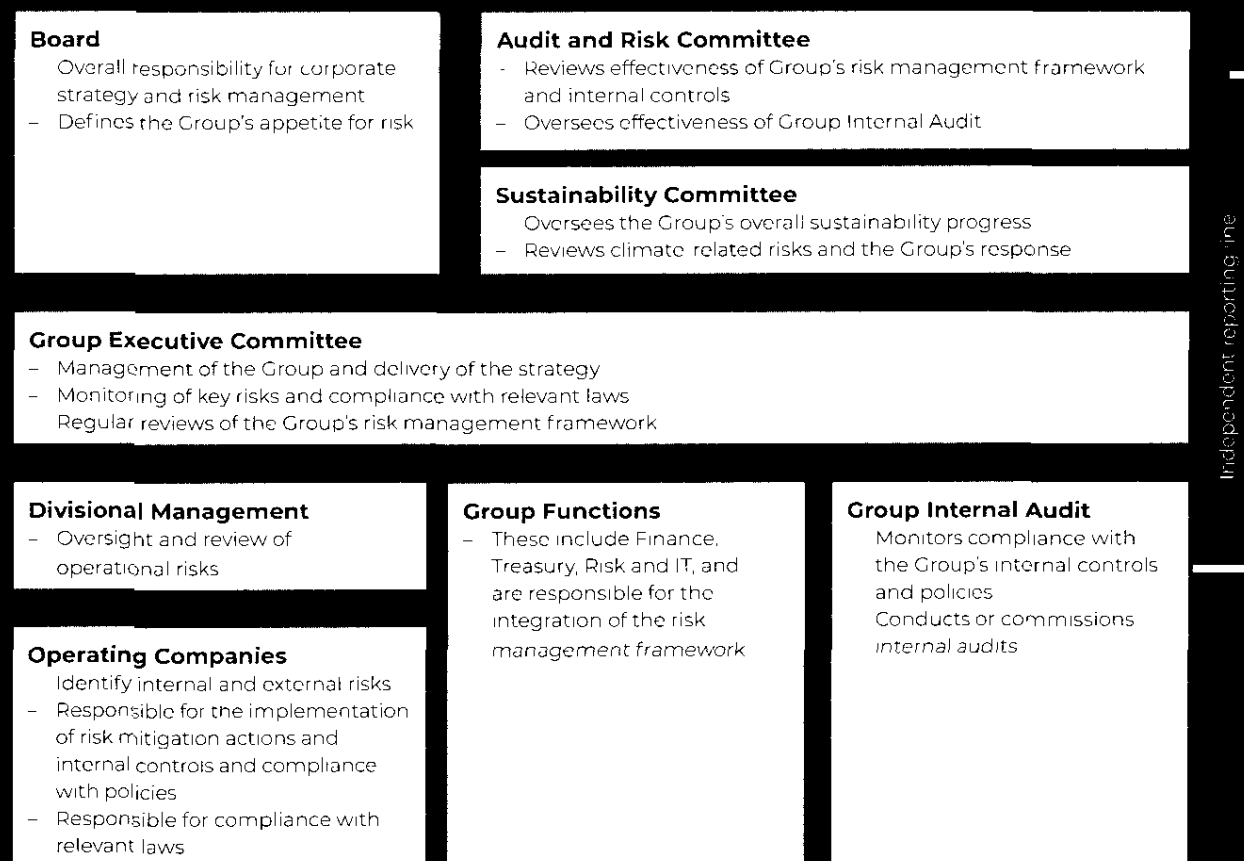 Board
Overall responsibility for corporate
strategy and risk management
– Defines the Group's appetite for risk
Audit and Risk Committee
- Reviews effectiveness of Group's risk management framework
and internal controls
– Oversees effectiveness of Group Internal Audit
Sustainability Committee
Oversees the Group's overall sustainability progress
– Reviews climate related risks and the Group's response
Independent reporting line
Group Executive Committee
– Management of the Group and delivery of the strategy
– Monitoring of key risks and compliance with relevant laws
Regular reviews of the Group's risk management framework
Divisional Management
– Oversight and review of
operational risks
Operating Companies
Identify internal and external risks
– Responsible for the implementation
of risk mitigation actions and
internal controls and compliance
with policies
– Responsible for compliance with
relevant laws
Group Functions
– These include Finance,
Treasury, Risk and IT, and
are responsible for the
integration of the risk
management framework
Group Internal Audit
Monitors compliance with
the Group's internal controls
and policies
Conducts or commissions
internal audits